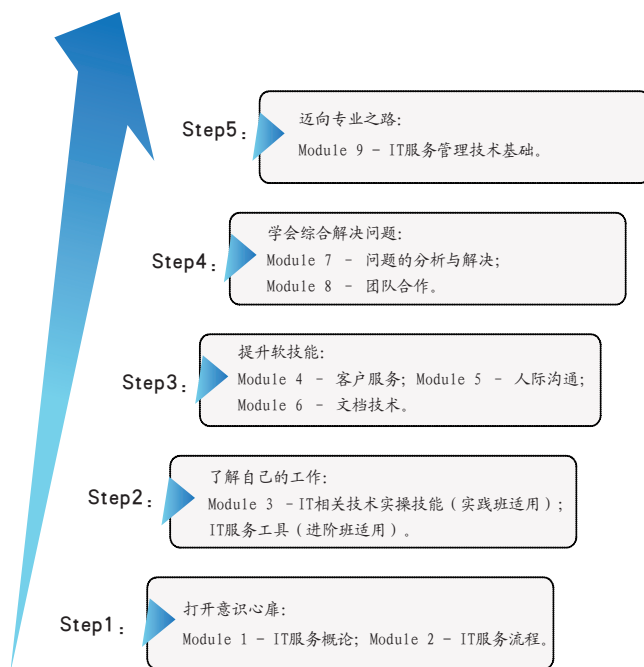 Step5：
迈向专业之路：
Module 9 - IT服务管理技术基础。
Step4：
学会综合解决问题：
Module 7 - 问题的分析与解决；
Module 8 - 团队合作。
Step3：
提升软技能：
Module 4 - 客户服务；Module 5 - 人际沟通；
Module 6 - 文档技术。
Step2：
了解自己的工作：
Module 3 -IT相关技术实操技能（实践班适用）；
IT服务工具（进阶班适用）。
Step1：
打开意识心扉：
Module 1 - IT服务概论；Module 2 - IT服务流程。